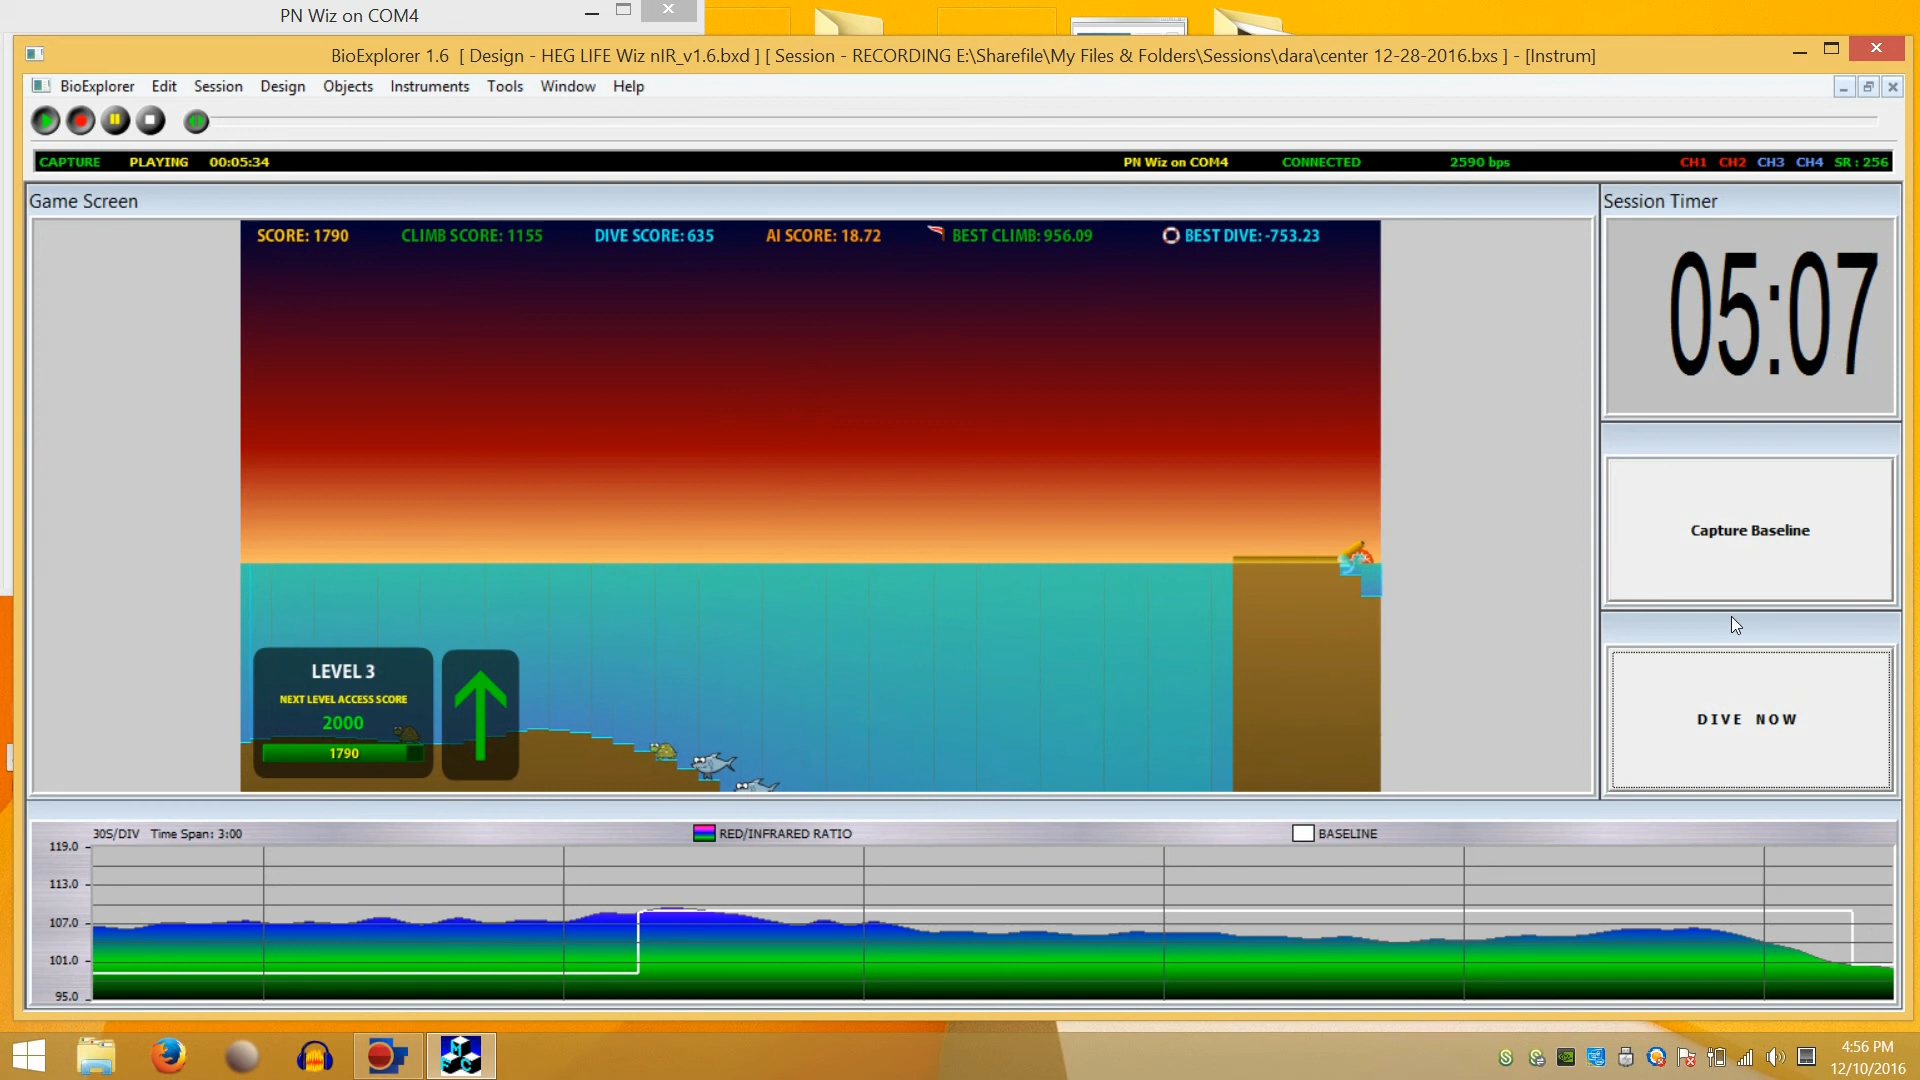 PN Wiz on COM4
BioExplorer 1.6 [ Design - HEG LIFE Wiz nIR_v1.6.bxd ] [ Session - RECORDING E:\Sharefile\My Files & Folders\Sessions\dara\center 12-28-2016.bxs ] - [Instrum]
BioExplorer Edit Session Design Objects Instruments Tools Window Help
CAPTURE PLAYING 00:05:34 PN Wiz on COM4 CONNECTED 2590 bps CH1 CH2 CH3 CH4 SR : 256
Game Screen
Session Timer
SCORE: 1790 CLIMB SCORE: 1155 DIVE SCORE: 635 AI SCORE: 18.72 BEST CLIMB: 956.09 BEST DIVE: -753.23
05:07
Capture Baseline
LEVEL 3
NEXT LEVEL ACCESS SCORE
2000
1790
DIVE NOW
30S/DIV Time Span: 3:00 RED/INFRARED RATIO BASELINE
119.0
113.0
107.0
101.0
95.0
4:56 PM
12/10/2016